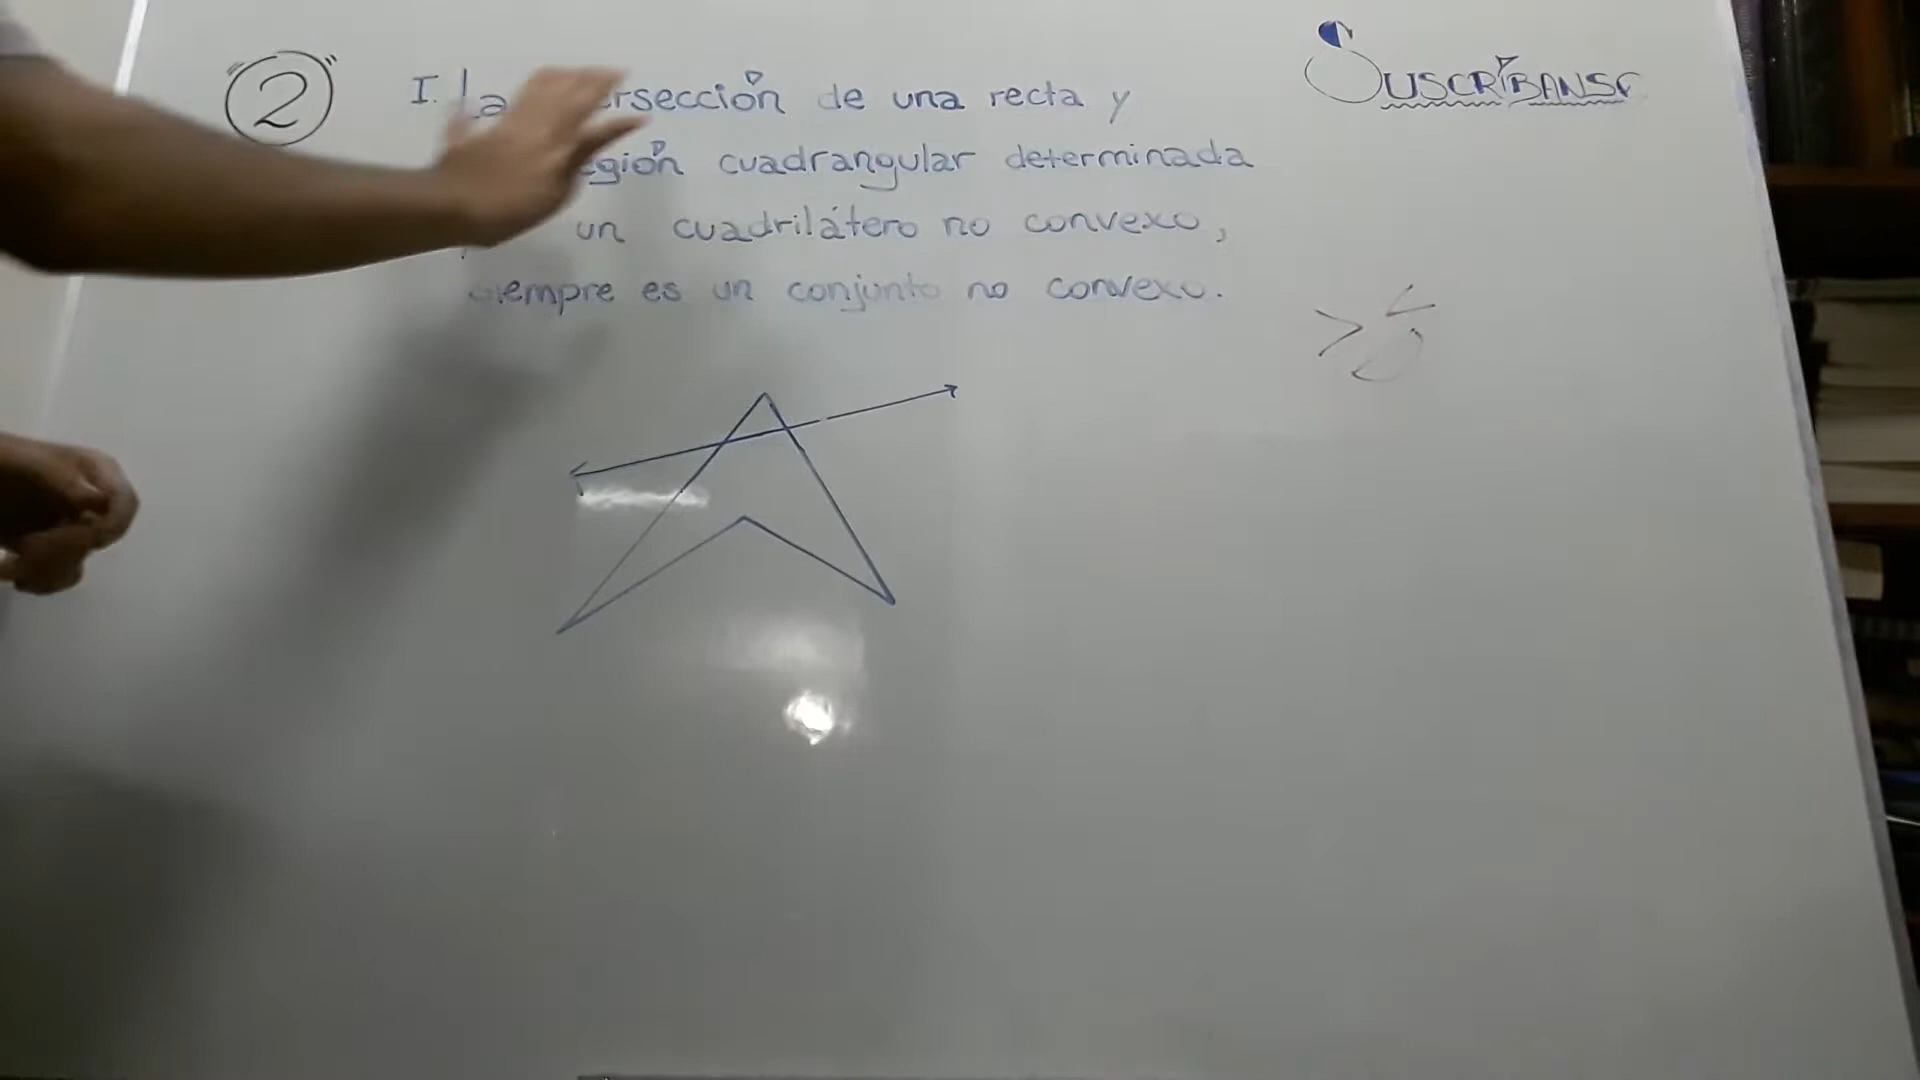 2
I. La rsección de una recta y
gión cuadrangular determinada
un cuadrilátero no convexo,
siempre es un conjunto no convexo.
SUSCRÍBANSE